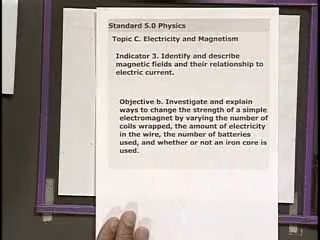 Standard 5.0 Physics
Topic C. Electricity and Magnetism
Indicator 3. Identify and describe
magnetic fields and their relationship to
electric current.
Objective b. Investigate and explain
ways to change the strength of a simple
electromagnet by varying the number of
coils wrapped, the amount of electricity
in the wire, the number of batteries
used, and whether or not an iron core is
used.